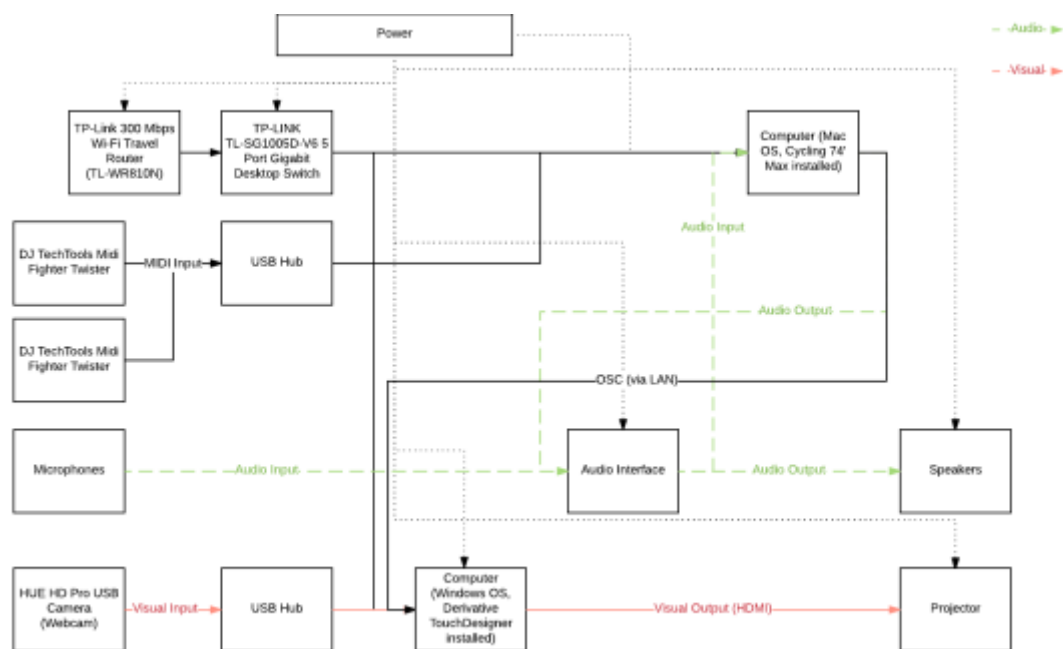 Power
Audio
Visual
TP-Link 300 Mbps
Wi-Fi Travel
Router
(TL-WR810N)
TP-LINK
TL-SG1005D-V6 5
Port Gigabit
Desktop Switch
Computer (Mac
OS, Cycling 74'
Max installed)
Audio Input
DJ TechTools Midi
Fighter Twister
MIDI Input
USB Hub
Audio Output
DJ TechTools Midi
Fighter Twister
OSC (via LAN)
Microphones
Audio Input
Audio Interface
Audio Output
Speakers
HUE HD Pro USB
Camera
(Webcam)
Visual Input
USB Hub
Computer
(Windows OS,
Derivative
TouchDesigner
installed)
Visual Output (HDMI)
Projector